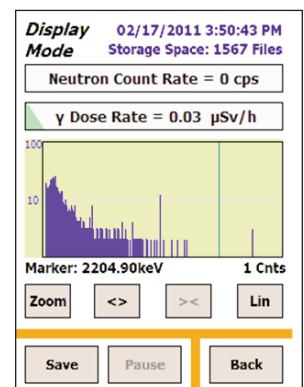 Display 02/17/2011 3:50:43 PM
Mode Storage Space: 1567 Files
Neutron Count Rate = 0 cps
γ Dose Rate = 0.03 μSv/h
100
10
Marker: 2204.90keV 1 Cnts
Zoom <> >< Lin
Save Pause Back